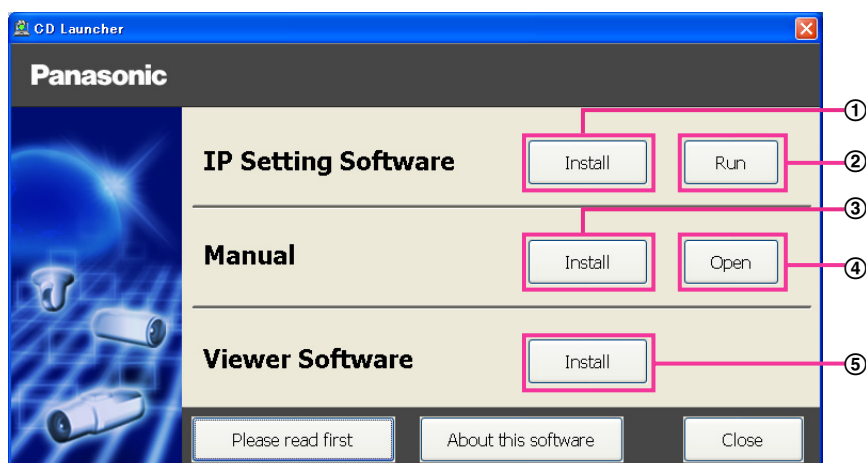 CD Launcher
Panasonic
①
IP Setting Software Install Run ②
③
Manual Install Open ④
Viewer Software Install ⑤
Please read first About this software Close